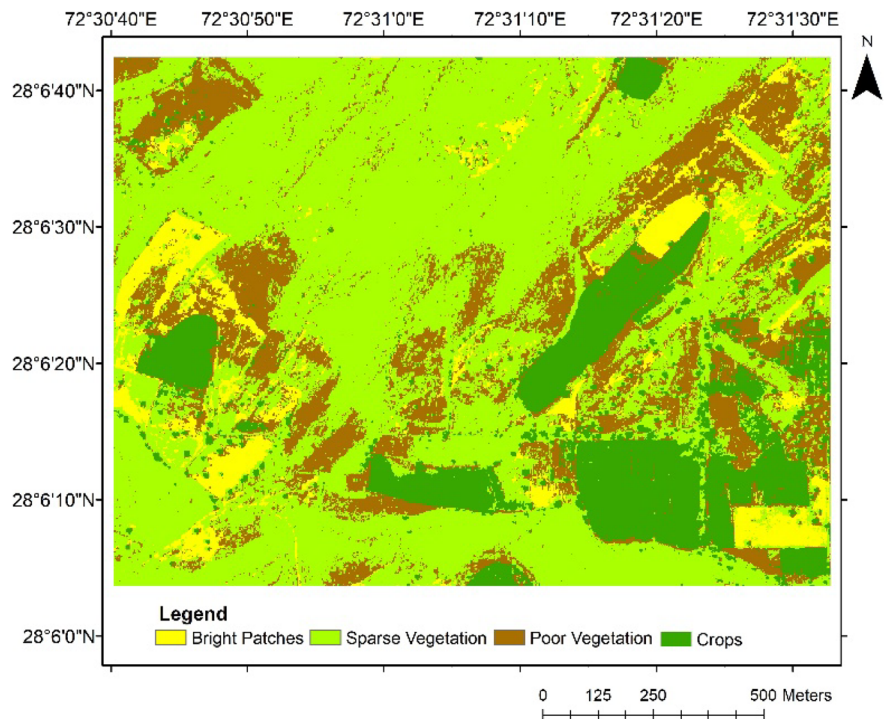 72°30'40"E 72°30'50"E 72°31'0"E 72°31'10"E 72°31'20"E 72°31'30"E
N
28°6'40"N
28°6'30"N
28°6'20"N
28°6'10"N
28°6'0"N
Legend
Bright Patches Sparse Vegetation Poor Vegetation Crops
0 125 250 500 Meters